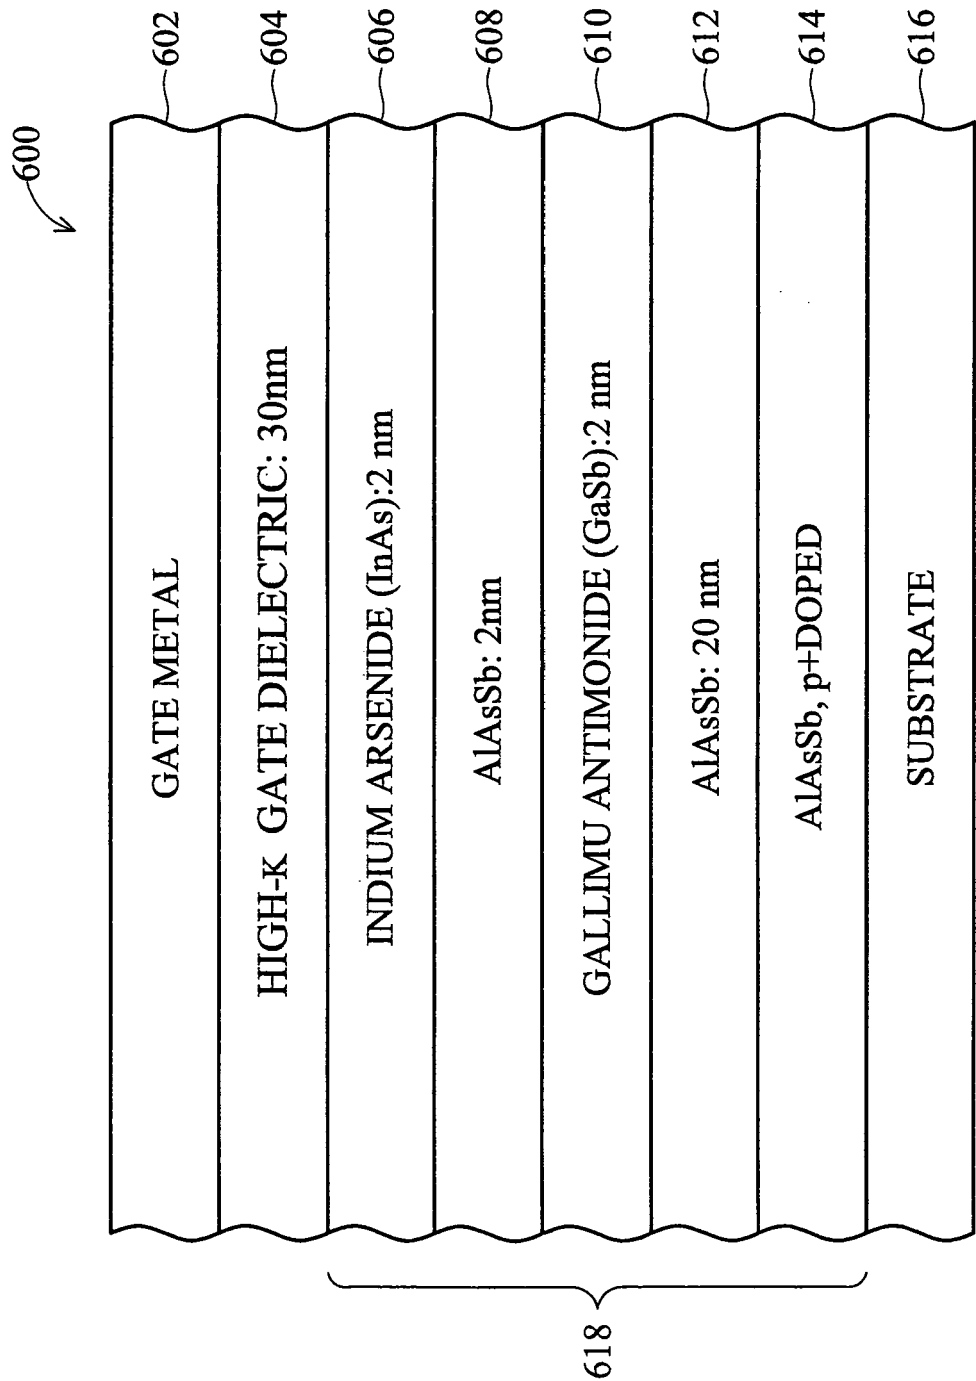 600
GATE METAL 602
HIGH-κ GATE DIELECTRIC: 30nm 604
INDIUM ARSENIDE (InAs):2 nm 606
AlAsSb: 2nm 608
GALLIMU ANTIMONIDE (GaSb):2 nm 610
AlAsSb: 20 nm 612
AlAsSb, p+DOPED 614
SUBSTRATE 616
618